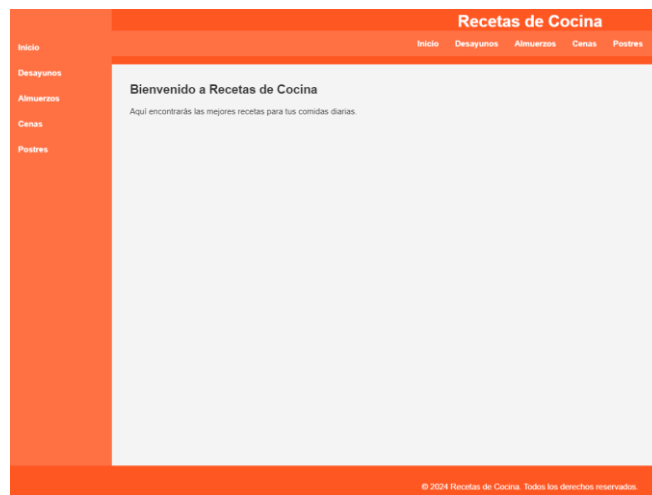 Recetas de Cocina
Inicio Desayunos Almuerzos Cenas Postres
Inicio
Desayunos
Almuerzos
Cenas
Postres
Bienvenido a Recetas de Cocina
Aquí encontrarás las mejores recetas para tus comidas diarias.
© 2024 Recetas de Cocina. Todos los derechos reservados.